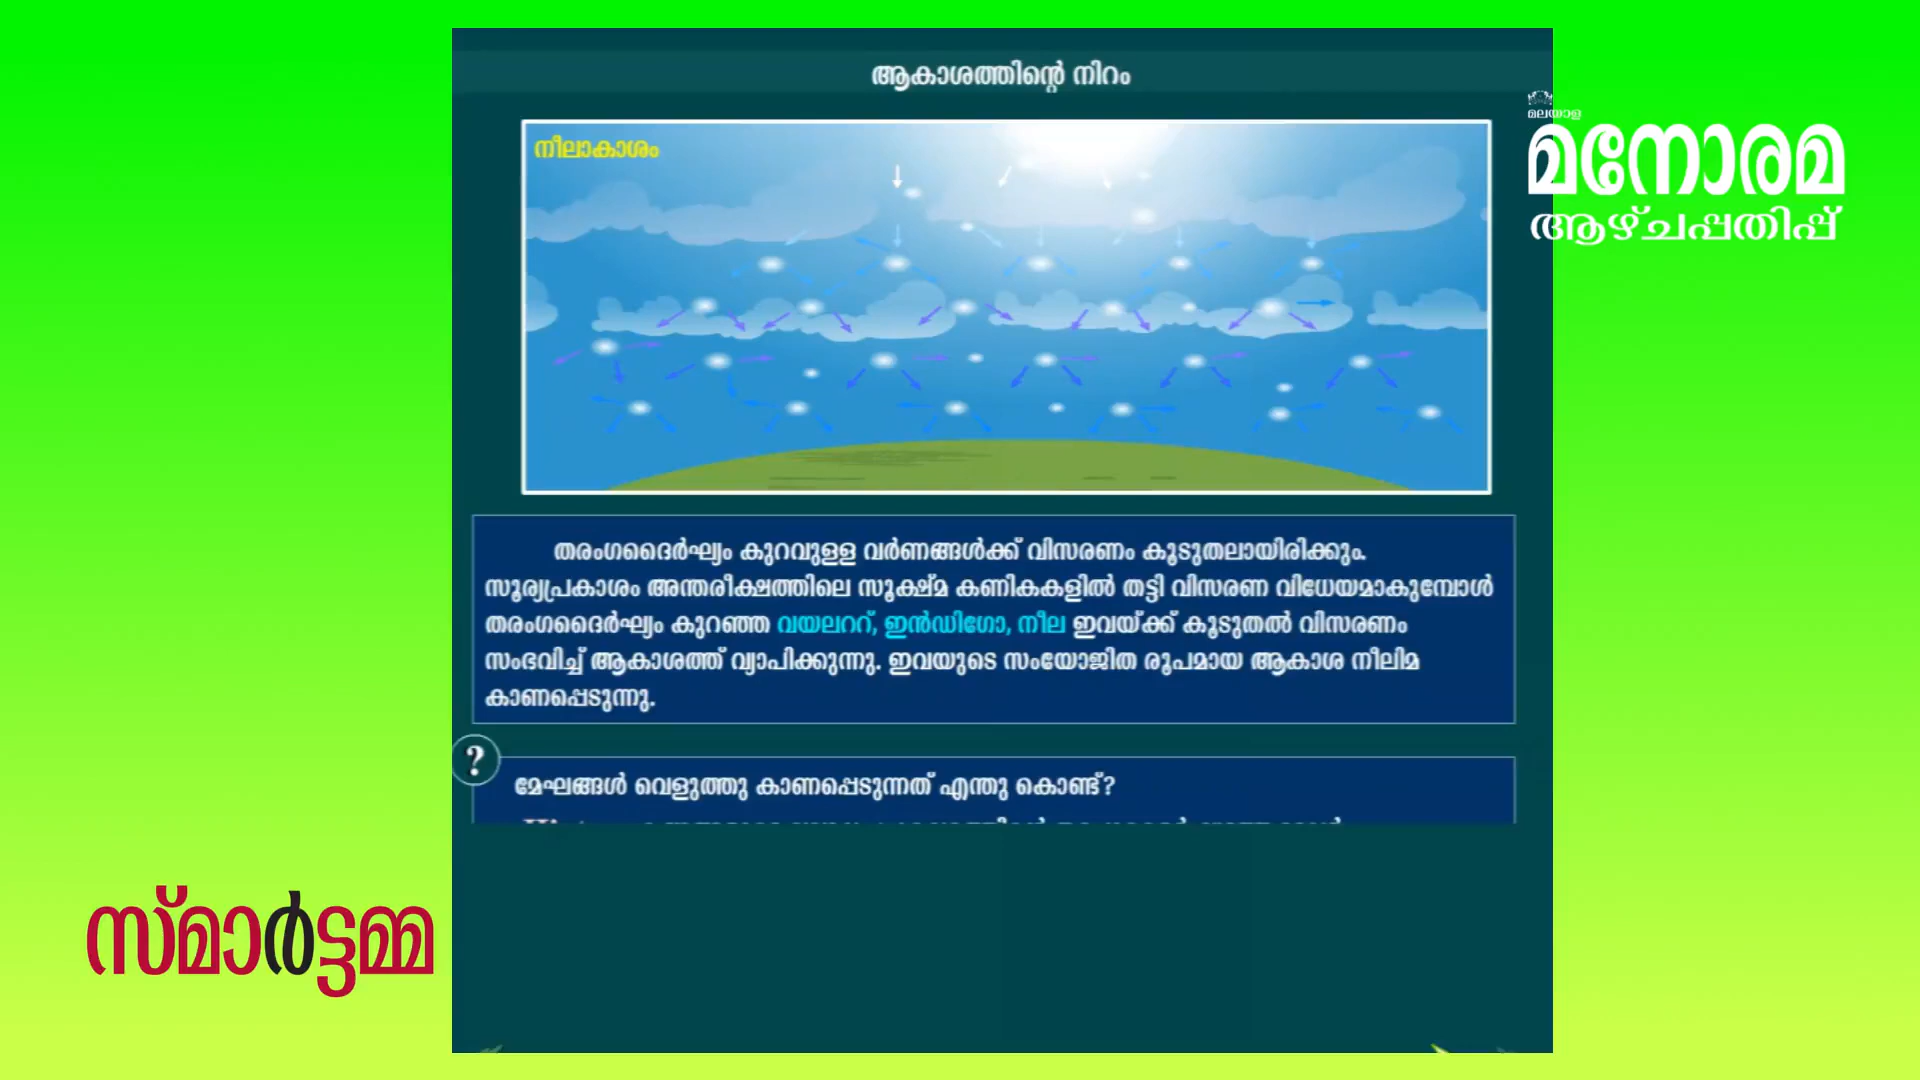 ആകാശത്തിന്റെ നിറം
നീലാകാശം
മലയാള
മനോരമ
ആഴ്ചപ്പതിപ്പ്
തരംഗദൈർഘ്യം കുറവുളള വർണങ്ങൾക്ക് വിസരണം കൂടുതലായിരിക്കും.
സൂര്യപ്രകാശം അന്തരീക്ഷത്തിലെ സൂക്ഷ്മ കണികകളിൽ തട്ടി വിസരണ വിധേയമാകുമ്പോൾ
തരംഗദൈർഘ്യം കുറഞ്ഞ വയലററ്, ഇൻഡിഗോ, നീല ഇവയ്ക്ക് കൂടുതൽ വിസരണം
സംഭവിച്ച് ആകാശത്ത് വ്യാപിക്കുന്നു. ഇവയുടെ സംയോജിത രൂപമായ ആകാശ നീലിമ
കാണപ്പെടുന്നു.
?
മേഘങ്ങൾ വെളുത്തു കാണപ്പെടുന്നത് എന്തു കൊണ്ട്?
സ്മാർട്ടമ്മ